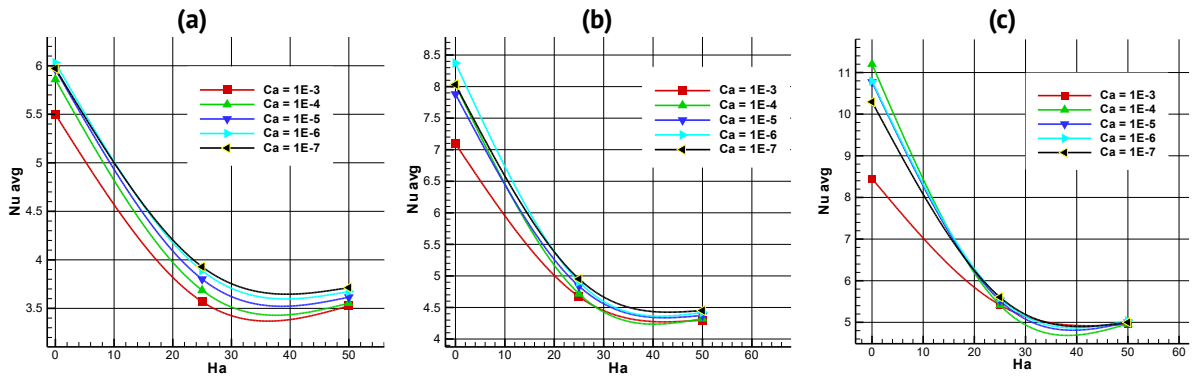 (a)
Nu avg
6
5.5
5
4.5
4
3.5
0 10 20 30 40 50
Ha
Ca = 1E-3
Ca = 1E-4
Ca = 1E-5
Ca = 1E-6
Ca = 1E-7
(b)
Nu avg
8.5
8
7.5
7
6.5
6
5.5
5
4.5
4
0 10 20 30 40 50 60
Ha
Ca = 1E-3
Ca = 1E-4
Ca = 1E-5
Ca = 1E-6
Ca = 1E-7
(c)
Nu avg
11
10
9
8
7
6
5
0 10 20 30 40 50 60
Ha
Ca = 1E-3
Ca = 1E-4
Ca = 1E-5
Ca = 1E-6
Ca = 1E-7